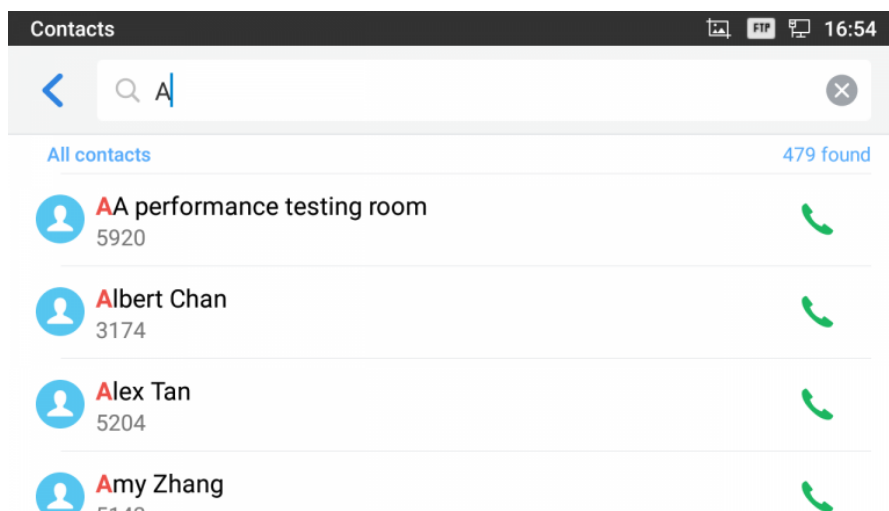 Contacts FTP 16:54
A
All contacts 479 found
AA performance testing room
5920
Albert Chan
3174
Alex Tan
5204
Amy Zhang